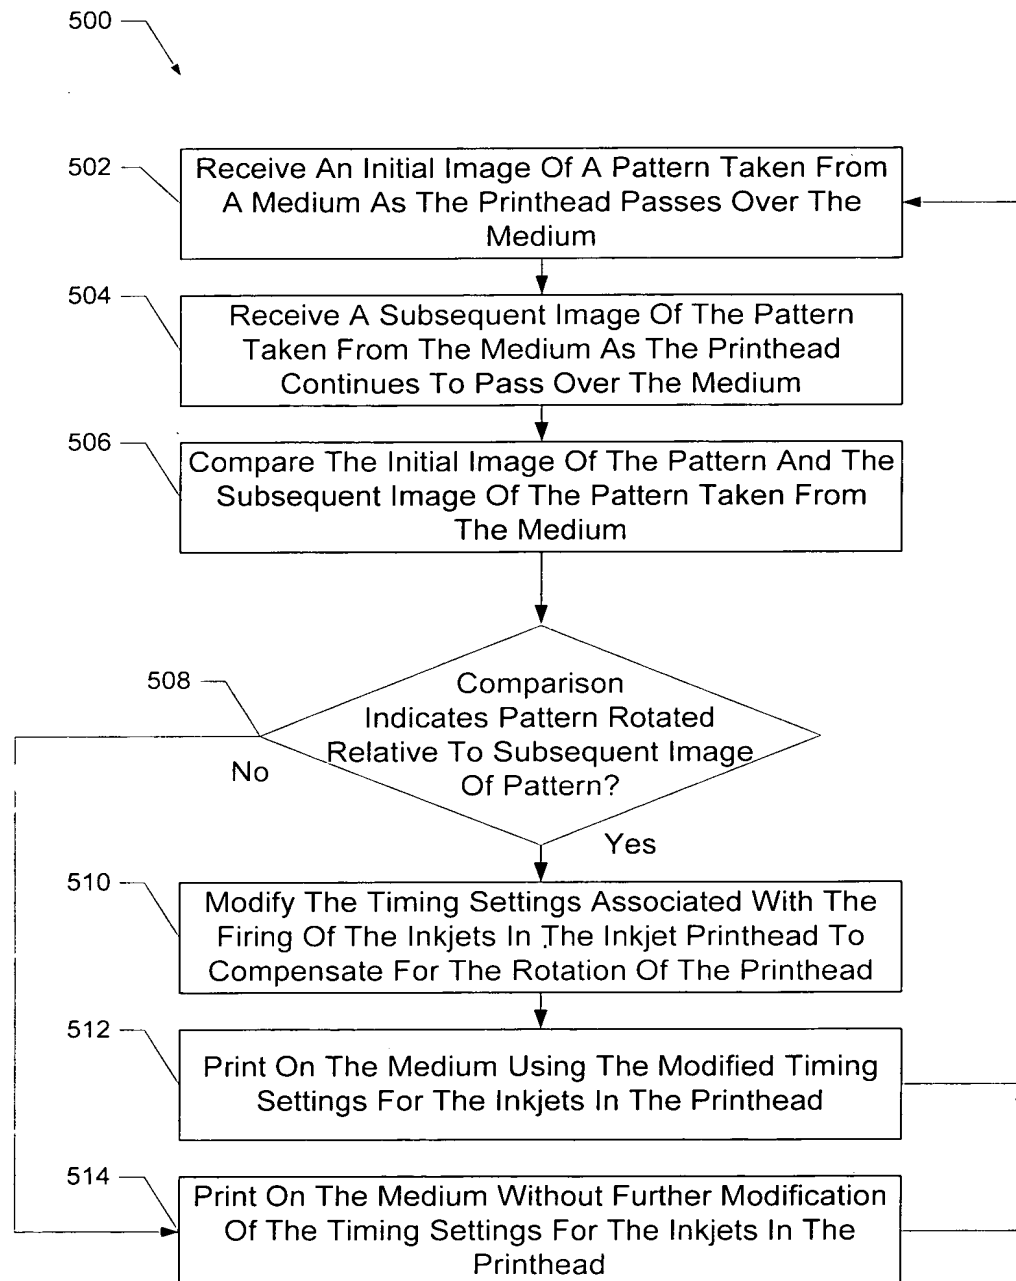 500
502
Receive An Initial Image Of A Pattern Taken From
A Medium As The Printhead Passes Over The
Medium
504
Receive A Subsequent Image Of The Pattern
Taken From The Medium As The Printhead
Continues To Pass Over The Medium
506
Compare The Initial Image Of The Pattern And The
Subsequent Image Of The Pattern Taken From
The Medium
508
Comparison
Indicates Pattern Rotated
Relative To Subsequent Image
Of Pattern?
No
Yes
510
Modify The Timing Settings Associated With The
Firing Of The Inkjets In The Inkjet Printhead To
Compensate For The Rotation Of The Printhead
512
Print On The Medium Using The Modified Timing
Settings For The Inkjets In The Printhead
514
Print On The Medium Without Further Modification
Of The Timing Settings For The Inkjets In The
Printhead